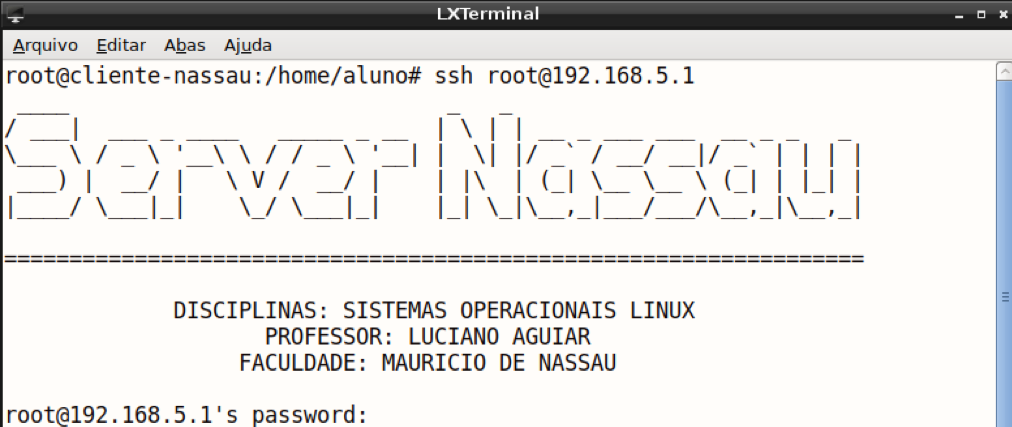 LXTerminal
Arquivo Editar Abas Ajuda
root@cliente-nassau:/home/aluno# ssh root@192.168.5.1
Server Nassau
=================================================================
DISCIPLINAS: SISTEMAS OPERACIONAIS LINUX
PROFESSOR: LUCIANO AGUIAR
FACULDADE: MAURICIO DE NASSAU
root@192.168.5.1's password: